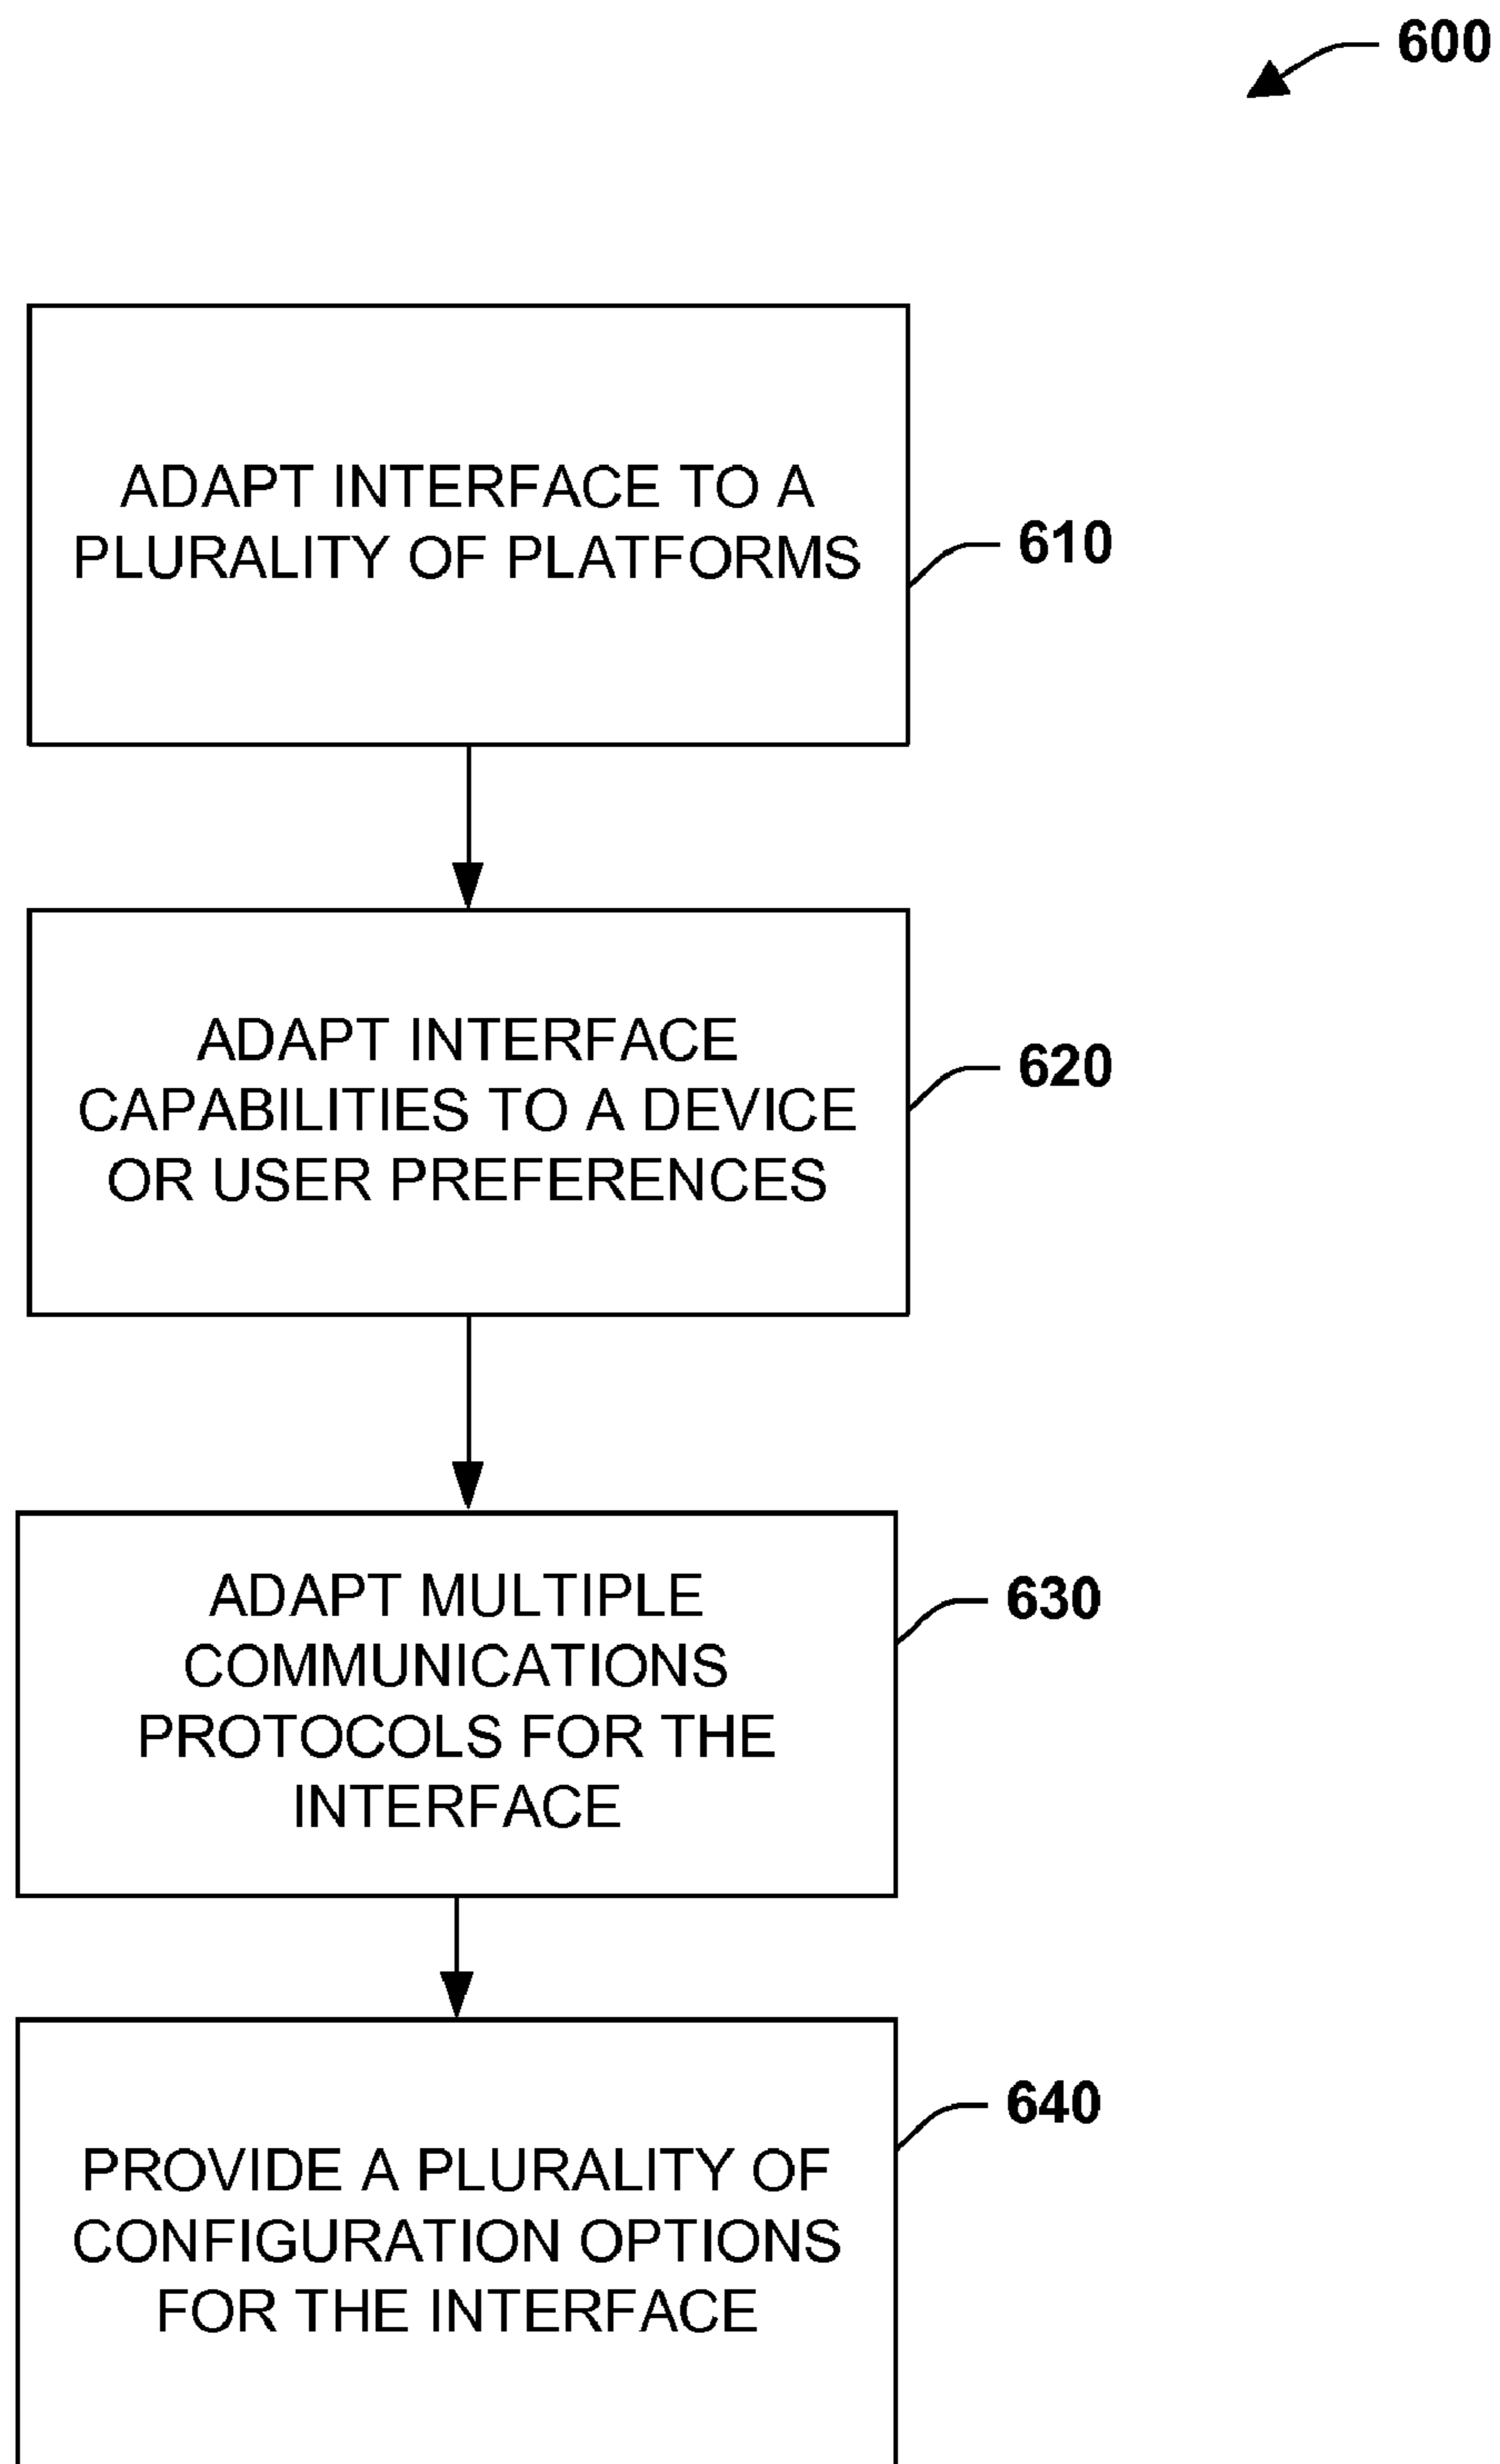 600
ADAPT INTERFACE TO A
PLURALITY OF PLATFORMS
610
ADAPT INTERFACE
CAPABILITIES TO A DEVICE
OR USER PREFERENCES
620
ADAPT MULTIPLE
COMMUNICATIONS
PROTOCOLS FOR THE
INTERFACE
630
PROVIDE A PLURALITY OF
CONFIGURATION OPTIONS
FOR THE INTERFACE
640